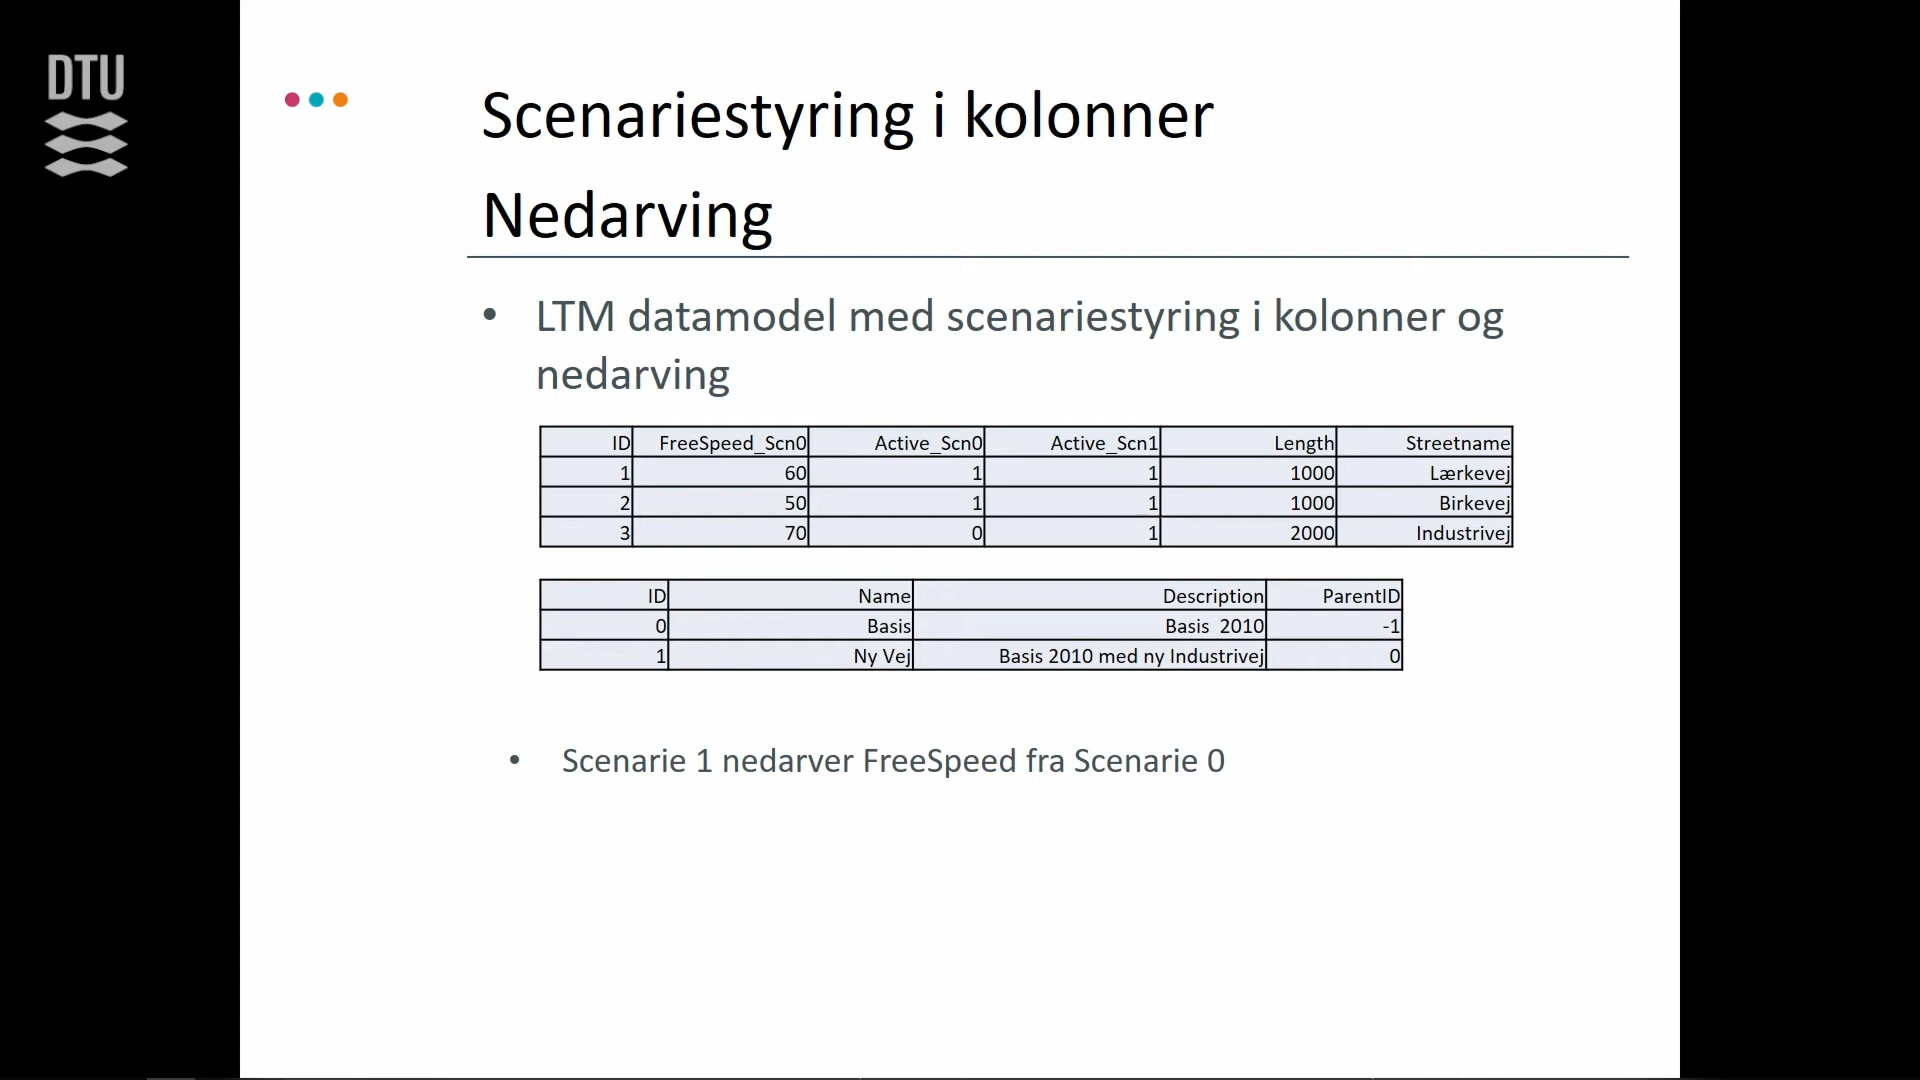 DTU
Scenariestyring i kolonner
Nedarving
• LTM datamodel med scenariestyring i kolonner og
nedarving
ID FreeSpeed_Scn0 Active_Scn0 Active_Scn1 Length Streetname
1 60 1 1 1000 Lærkevej
2 50 1 1 1000 Birkevej
3 70 0 1 2000 Industrivej
ID Name Description ParentID
0 Basis Basis 2010 -1
1 Ny Vej Basis 2010 med ny Industrivej 0
• Scenarie 1 nedarver FreeSpeed fra Scenarie 0